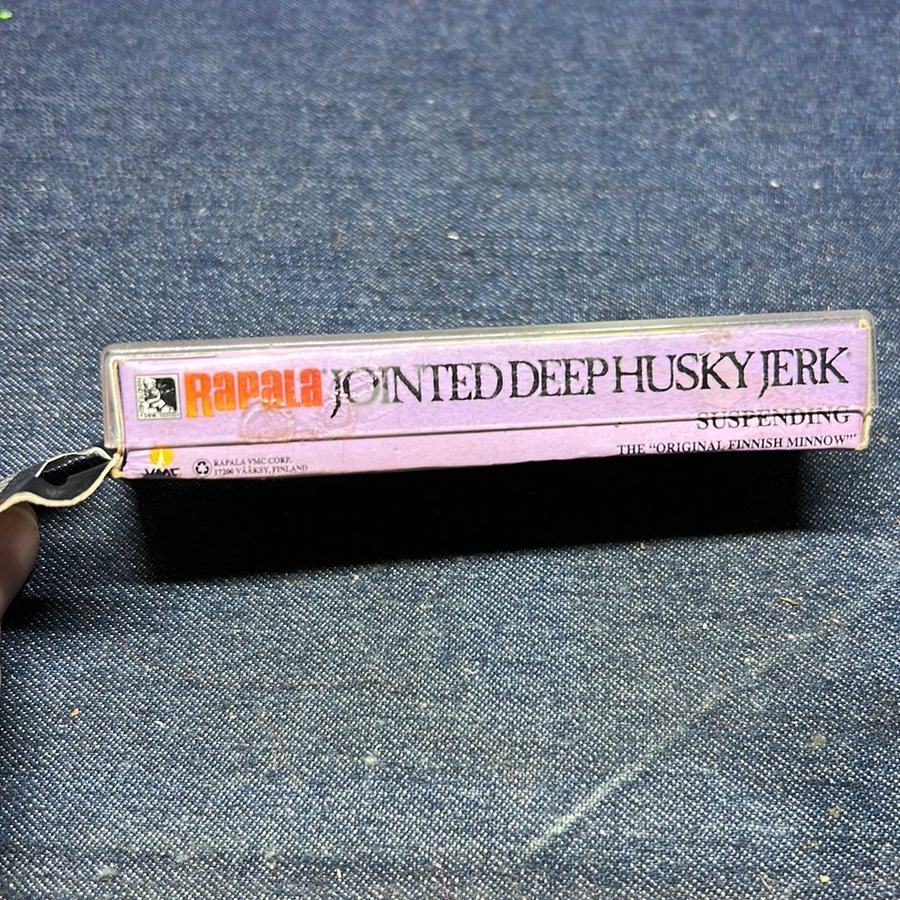 Rapala JOINTED DEEP HUSKY JERK
SUSPENDING
THE "ORIGINAL FINNISH MINNOW"
VMC
RAPALA VMC CORP.
17200 VÄÄKSY, FINLAND